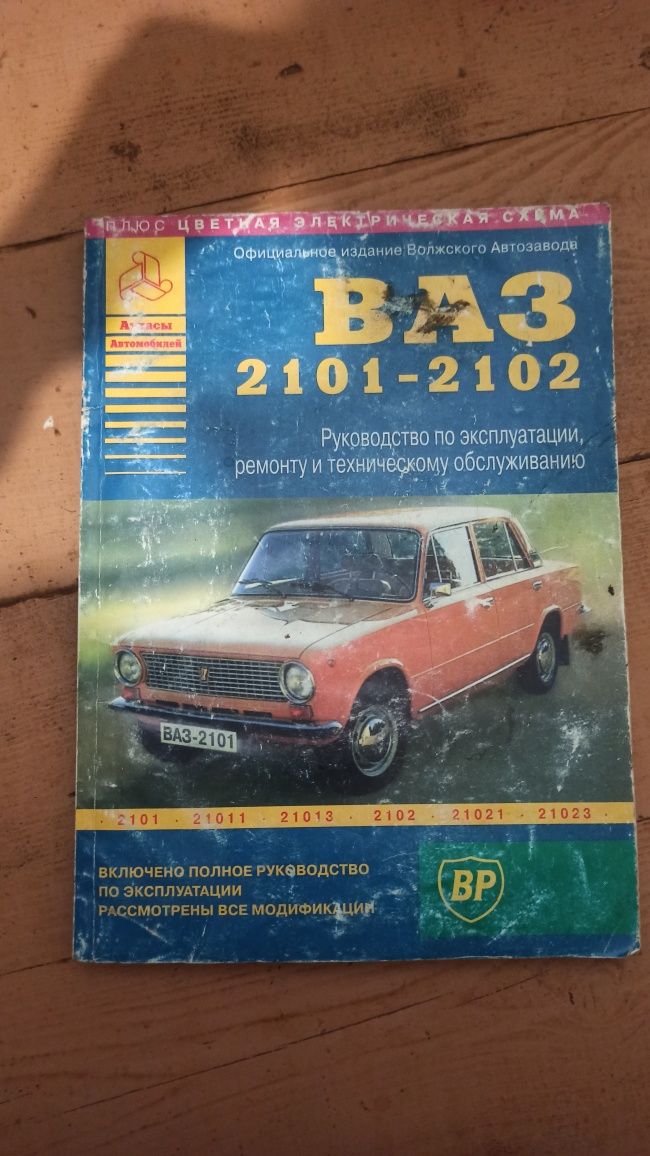 ПЛЮС ЦВЕТНАЯ ЭЛЕКТРИЧЕСКАЯ СХЕМА
Официальное издание Волжского Автозавода
Атласы
Автомобилей
ВАЗ
2101-2102
Руководство по эксплуатации,
ремонту и техническому обслуживанию
ВАЗ-2101
· 2101 · 21011 · 21013 · 2102 · 21021 · 21023 ·
ВКЛЮЧЕНО ПОЛНОЕ РУКОВОДСТВО
ПО ЭКСПЛУАТАЦИИ
РАССМОТРЕНЫ ВСЕ МОДИФИКАЦИИ
BP